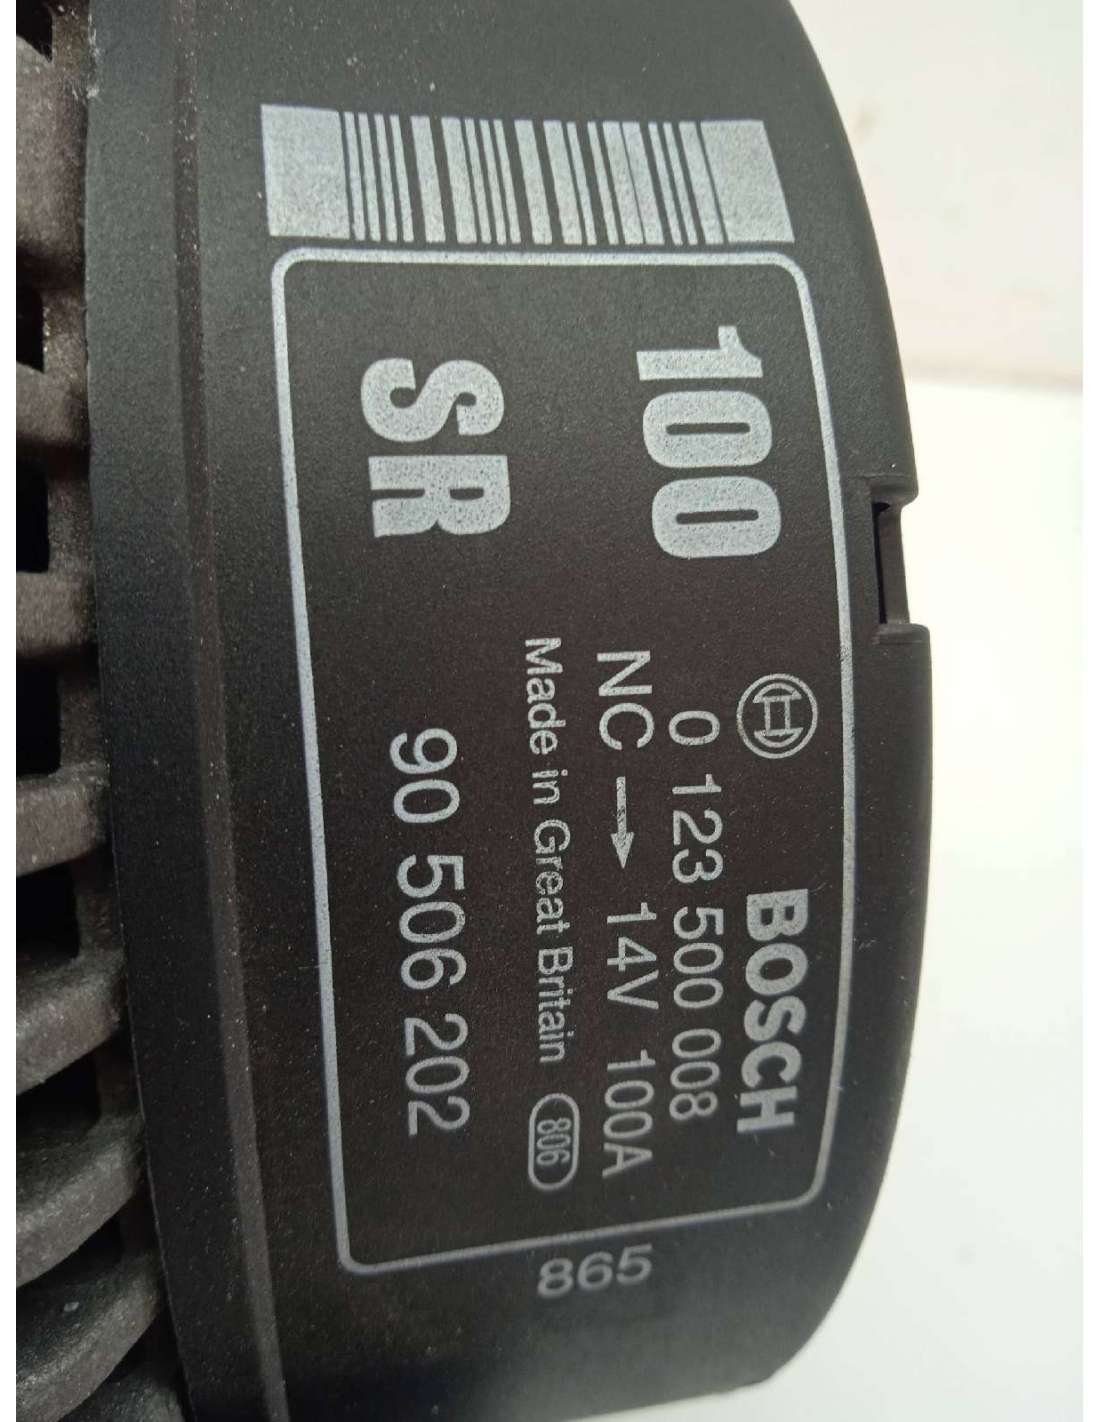 BOSCH
0 123 500 008
100
NC → 14V 100A
Made in Great Britain 806
SR
90 506 202
865